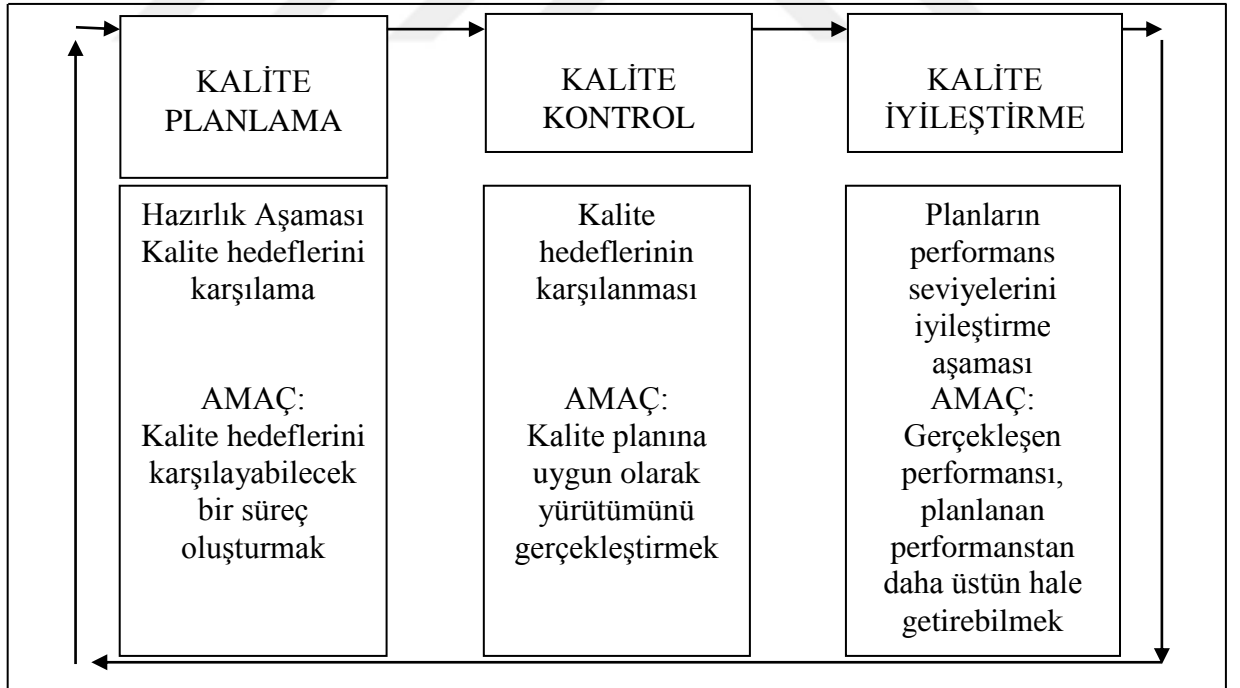 KALİTE
PLANLAMA
KALİTE
KONTROL
KALİTE
İYİLEŞTİRME
Hazırlık Aşaması
Kalite hedeflerini
karşılama
AMAÇ:
Kalite hedeflerini
karşılayabilecek
bir süreç
oluşturmak
Kalite
hedeflerinin
karşılanması
AMAÇ:
Kalite planına
uygun olarak
yürütümünü
gerçekleştirmek
Planların
performans
seviyelerini
iyileştirme
aşaması
AMAÇ:
Gerçekleşen
performansı,
planlanan
performanstan
daha üstün hale
getirebilmek